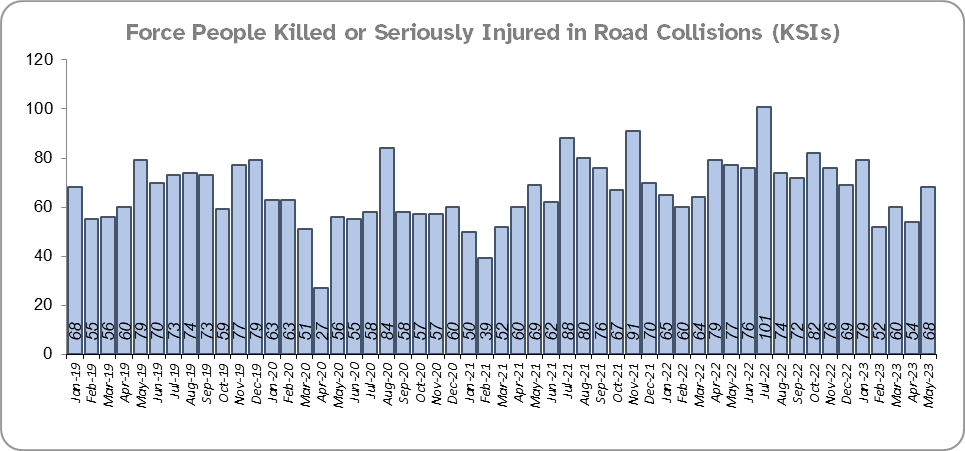 Force People Killed or Seriously Injured in Road Collisions (KSIs)
120
100
80
60
40
20
0
68
55
56
60
79
70
73
74
73
59
77
79
63
63
51
27
56
55
58
84
58
57
57
60
50
39
52
60
69
62
88
80
76
67
91
70
65
60
64
79
77
76
101
74
72
82
76
69
79
52
60
54
68
Jan-19
Feb-19
Mar-19
Apr-19
May-19
Jun-19
Jul-19
Aug-19
Sep-19
Oct-19
Nov-19
Dec-19
Jan-20
Feb-20
Mar-20
Apr-20
May-20
Jun-20
Jul-20
Aug-20
Sep-20
Oct-20
Nov-20
Dec-20
Jan-21
Feb-21
Mar-21
Apr-21
May-21
Jun-21
Jul-21
Aug-21
Sep-21
Oct-21
Nov-21
Dec-21
Jan-22
Feb-22
Mar-22
Apr-22
May-22
Jun-22
Jul-22
Aug-22
Sep-22
Oct-22
Nov-22
Dec-22
Jan-23
Feb-23
Mar-23
Apr-23
May-23